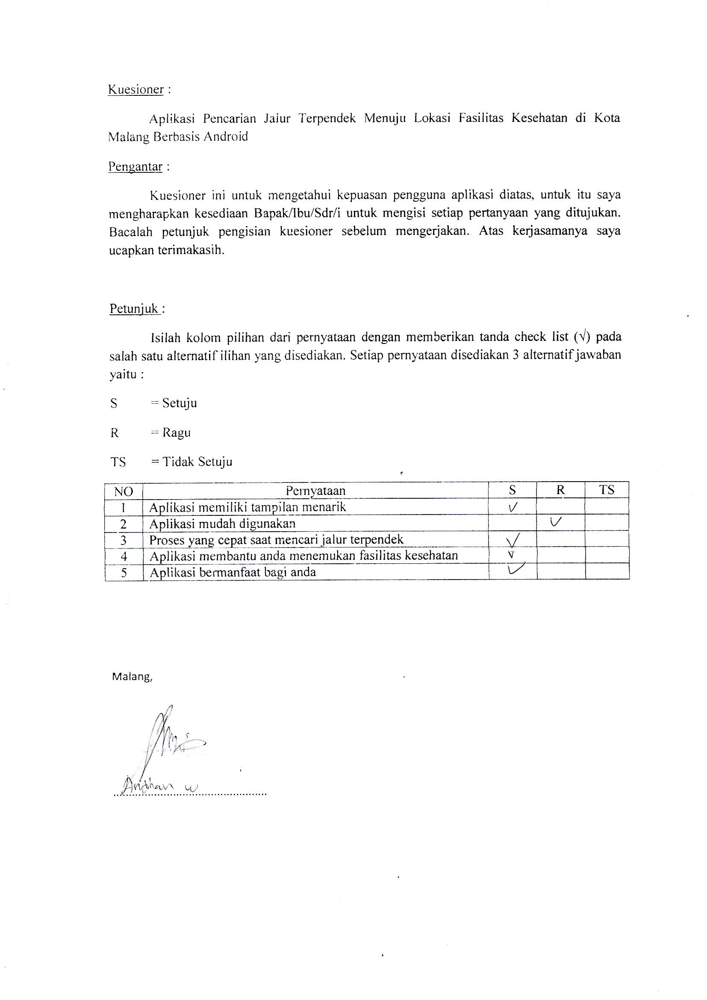 Kuesioner :
Aplikasi Pencarian Jalur Terpendek Menuju Lokasi Fasilitas Kesehatan di Kota
Malang Berbasis Android
Pengantar :
Kuesioner ini untuk mengetahui kepuasan pengguna aplikasi diatas, untuk itu saya
mengharapkan kesediaan Bapak/Ibu/Sdr/i untuk mengisi setiap pertanyaan yang ditujukan.
Bacalah petunjuk pengisian kuesioner sebelum mengerjakan. Atas kerjasamanya saya
ucapkan terimakasih.
Petunjuk :
Isilah kolom pilihan dari pernyataan dengan memberikan tanda check list (√) pada
salah satu alternatif ilihan yang disediakan. Setiap pernyataan disediakan 3 alternatif jawaban
yaitu :
S = Setuju
R = Ragu
TS = Tidak Setuju
NO Pernyataan S R TS
1 Aplikasi memiliki tampilan menarik √
2 Aplikasi mudah digunakan √
3 Proses yang cepat saat mencari jalur terpendek √
4 Aplikasi membantu anda menemukan fasilitas kesehatan √
5 Aplikasi bermanfaat bagi anda √
Malang,
W